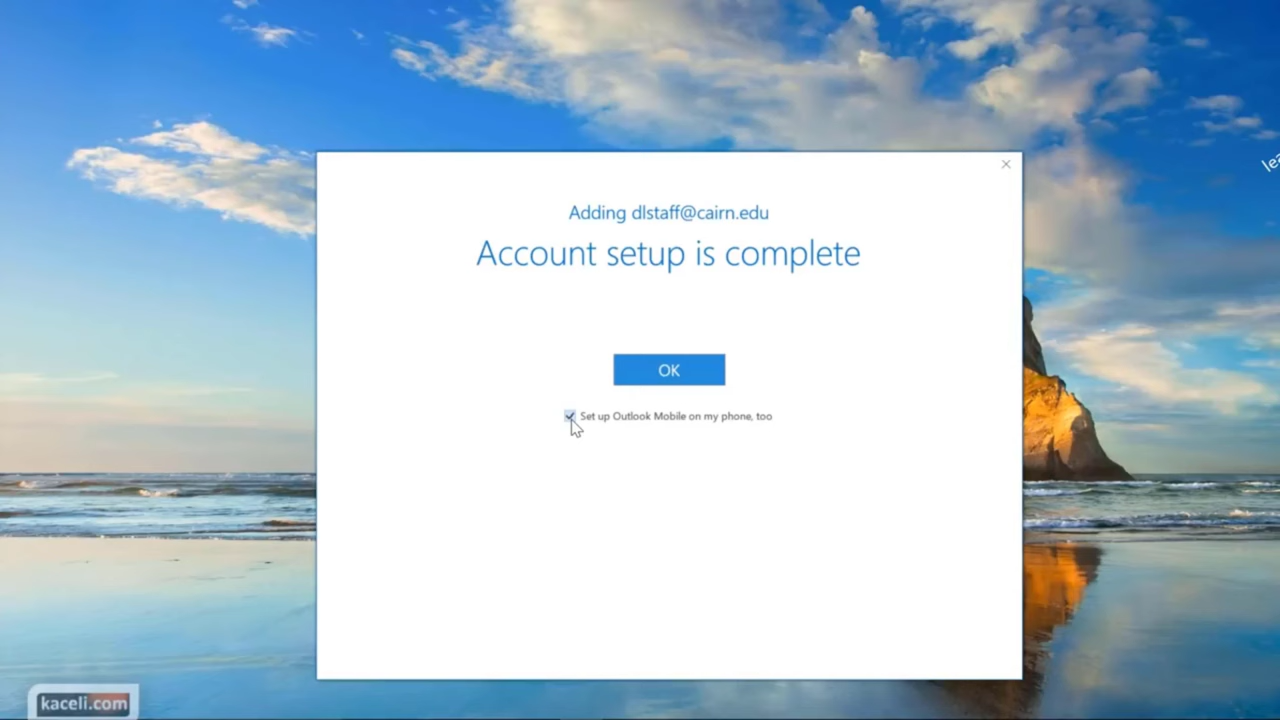 Adding dlstaff@cairn.edu
Account setup is complete
OK
Set up Outlook Mobile on my phone, too
kaceli.com